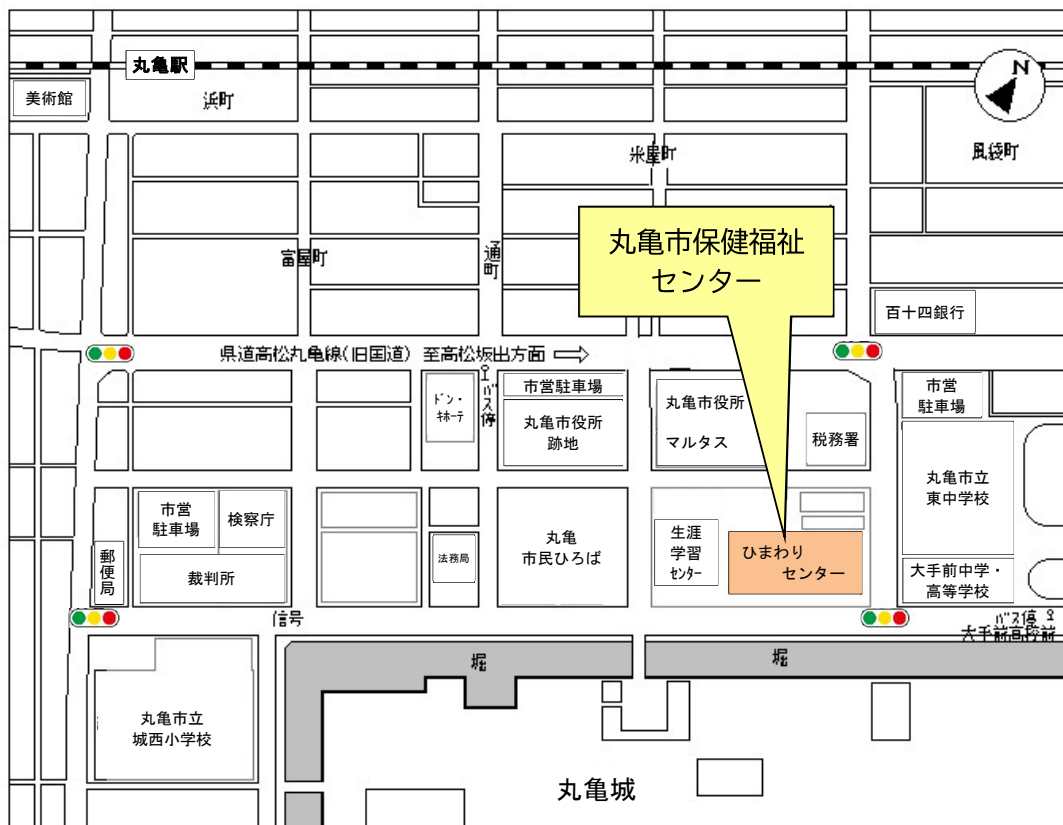 丸亀駅
N
美術館
浜町
米屋町
風袋町
富屋町
通町
丸亀市保健福祉
センター
百十四銀行
県道高松丸亀線(旧国道) 至高松坂出方面
バス停
ドン・
キホーテ
市営駐車場
丸亀市役所
跡地
丸亀市役所
マルタス
税務署
市営
駐車場
丸亀市立
東中学校
市営
駐車場
検察庁
裁判所
郵便局
法務局
丸亀
市民ひろば
生涯
学習
センター
ひまわり
センター
大手前中学・
高等学校
信号
バス停
大手前高校前
堀
堀
丸亀市立
城西小学校
丸亀城